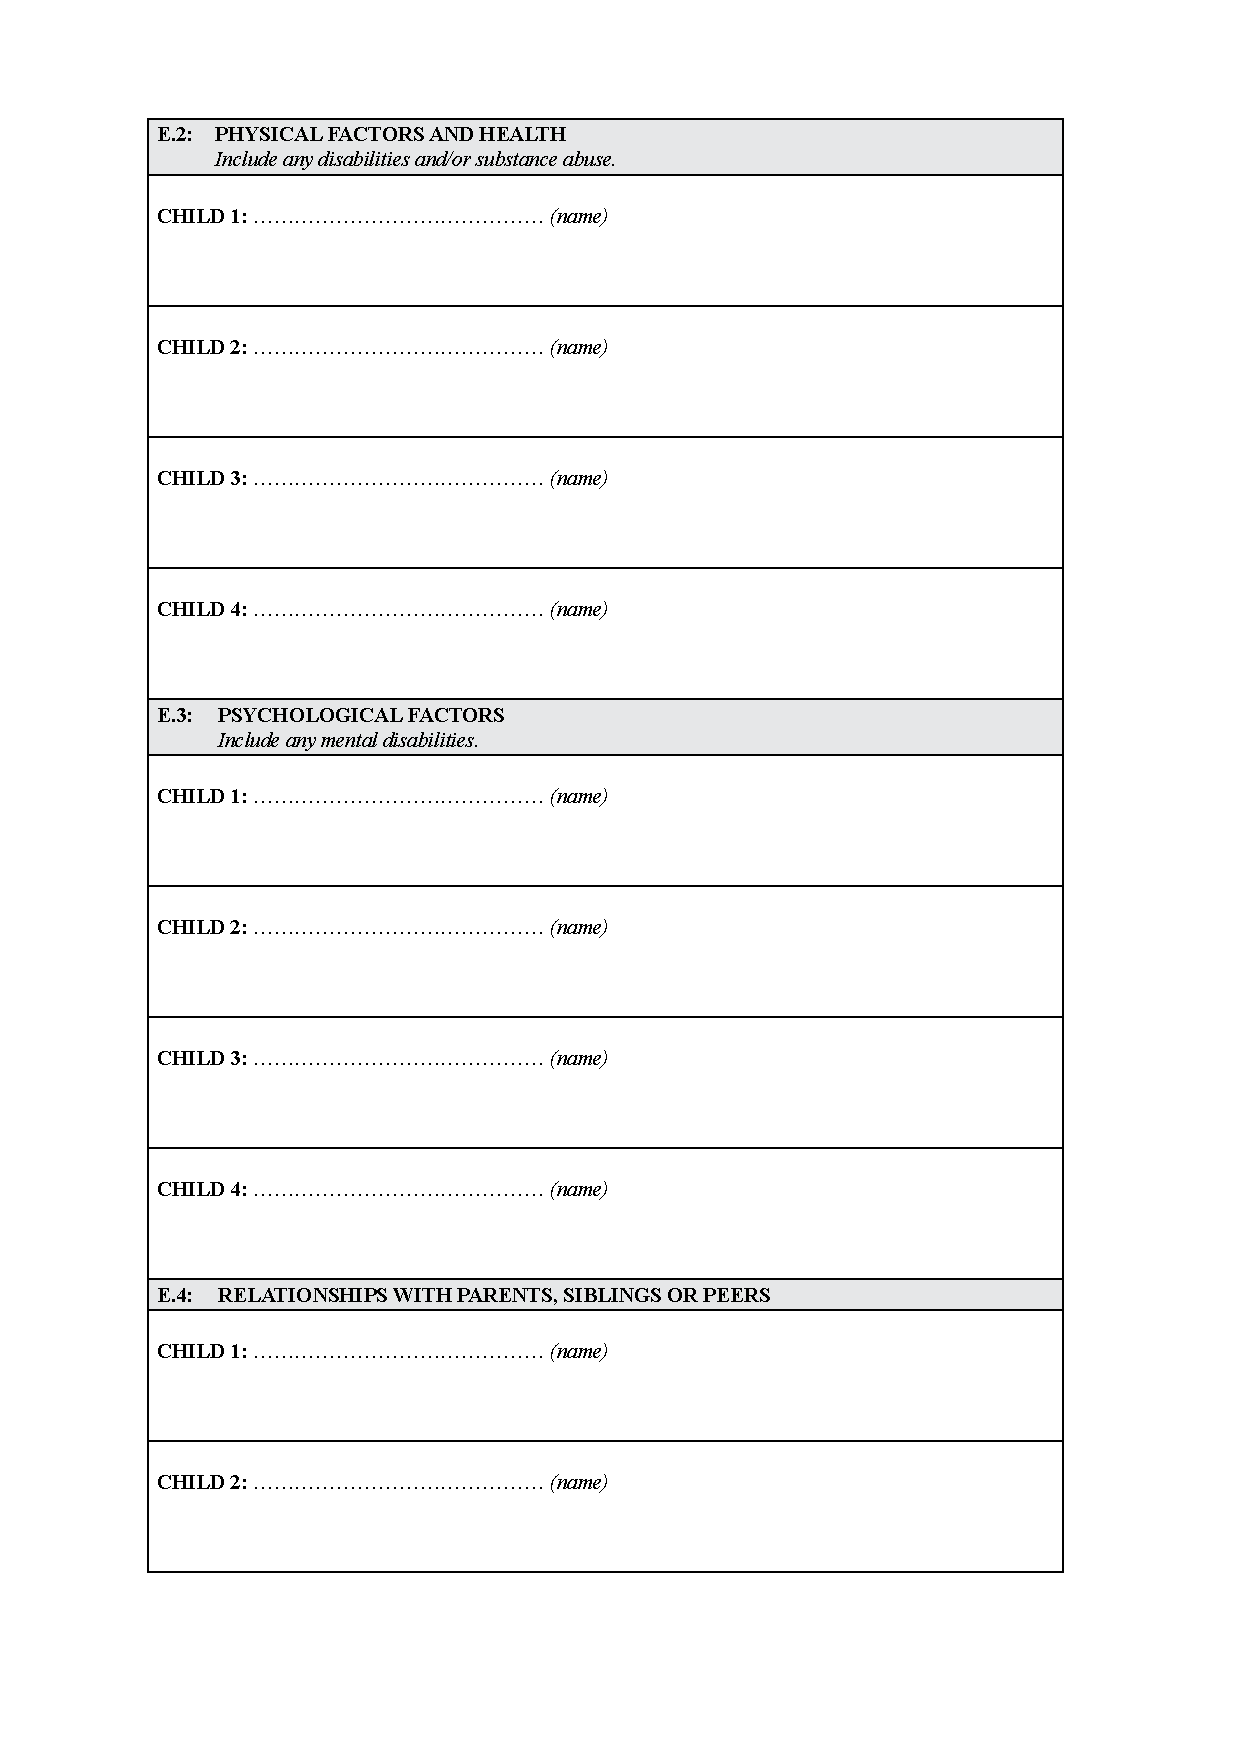 E.2: PHYSICAL FACTORS AND HEALTH
Include any disabilities and/or substance abuse.
CHILD 1: …………………………………… (name)
CHILD 2: …………………………………… (name)
CHILD 3: …………………………………… (name)
CHILD 4: …………………………………… (name)
E.3: PSYCHOLOGICAL FACTORS
Include any mental disabilities.
CHILD 1: …………………………………… (name)
CHILD 2: …………………………………… (name)
CHILD 3: …………………………………… (name)
CHILD 4: …………………………………… (name)
E.4: RELATIONSHIPS WITH PARENTS, SIBLINGS OR PEERS
CHILD 1: …………………………………… (name)
CHILD 2: …………………………………… (name)